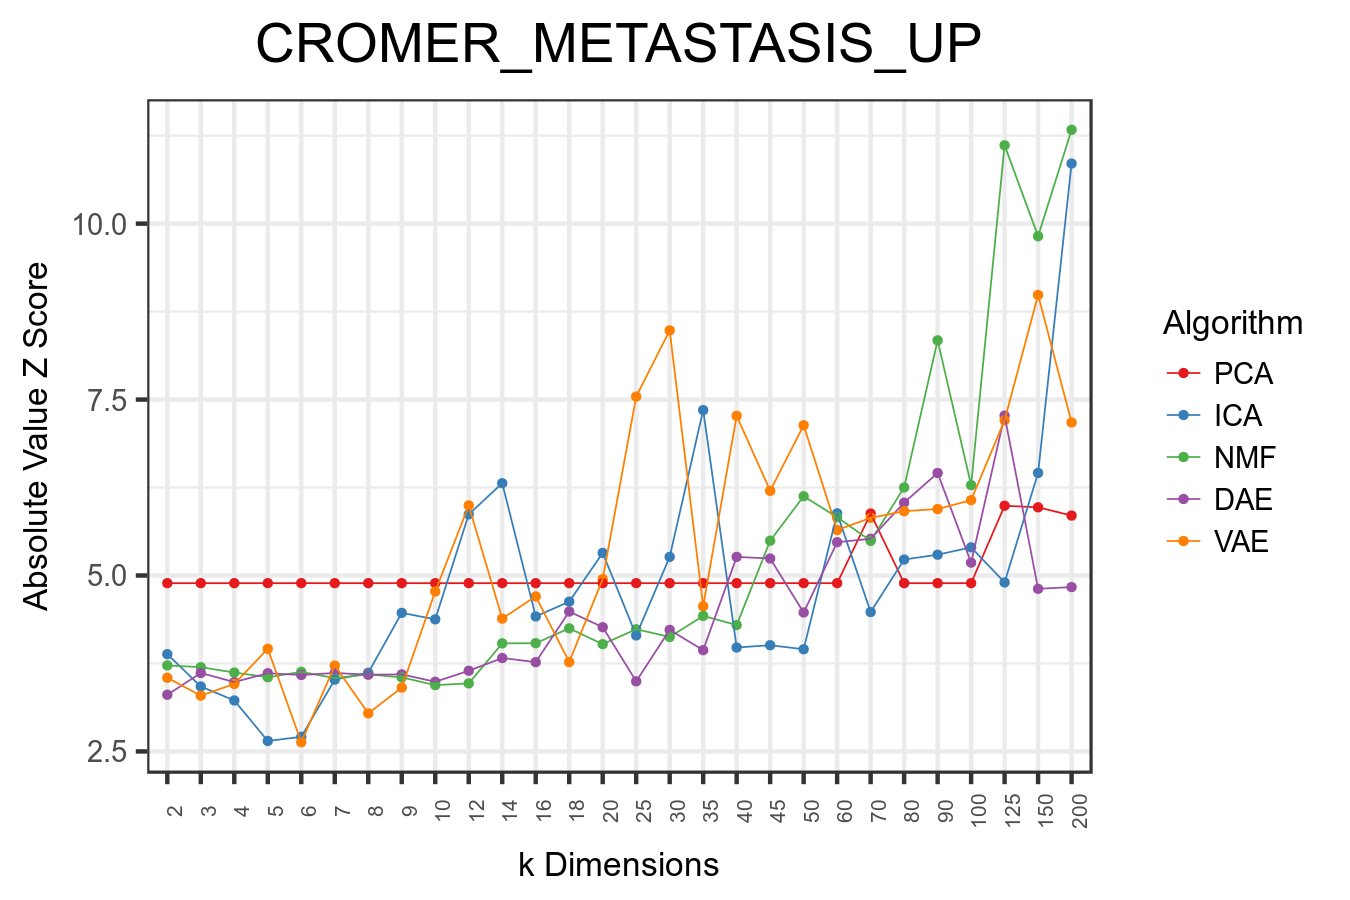 CROMER_METASTASIS_UP
Absolute Value Z Score
10.0
7.5
5.0
2.5
2 3 4 5 6 7 8 9 10 12 14 16 18 20 25 30 35 40 45 50 60 70 80 90 100 125 150 200
k Dimensions
Algorithm
PCA
ICA
NMF
DAE
VAE